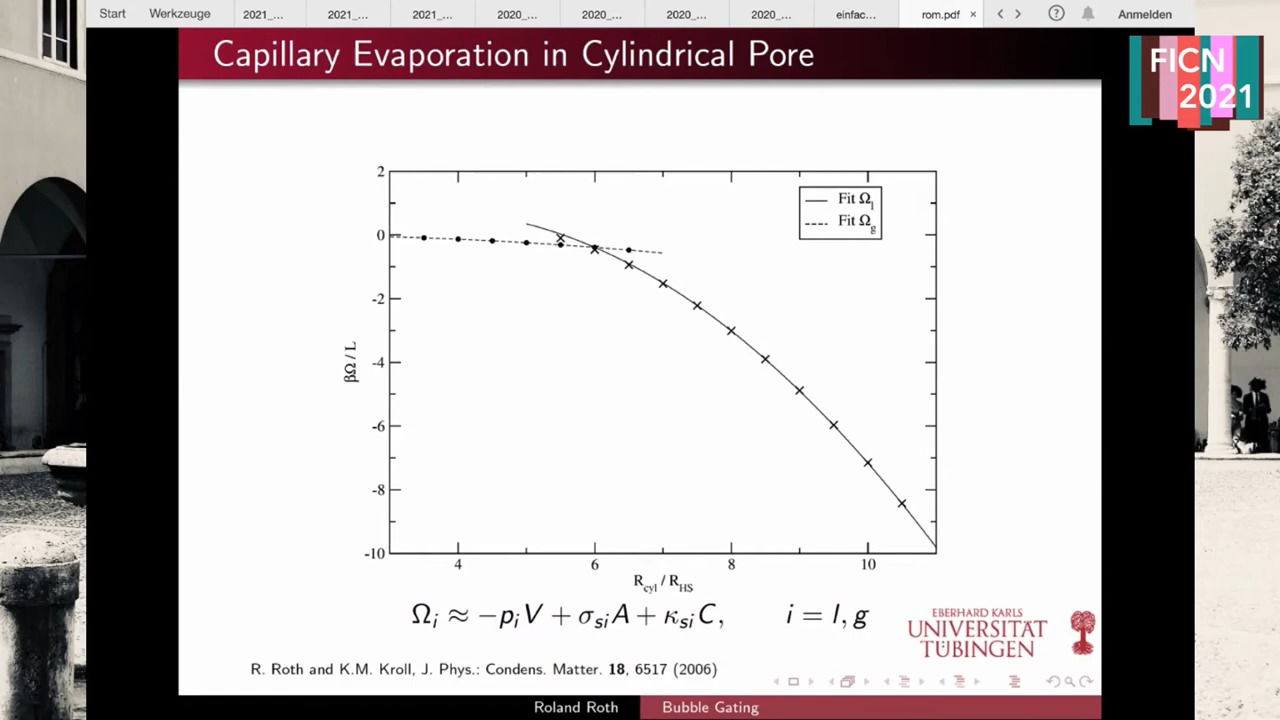 Start Werkzeuge 2021_... 2021_... 2021_... 2020_... 2020_... 2020_... 2020_... einfac... rom.pdf × Anmelden
Capillary Evaporation in Cylindrical Pore
FICN
2021
2
0
-2
-4
-6
-8
-10
βΩ / L
Fit Ω_l
Fit Ω_g
4 6 8 10
R_cyl / R_HS
Ω_i ≈ −p_i V + σ_si A + κ_si C, i = l, g
EBERHARD KARLS
UNIVERSITÄT
TÜBINGEN
R. Roth and K.M. Kroll, J. Phys.: Condens. Matter. 18, 6517 (2006)
Roland Roth Bubble Gating